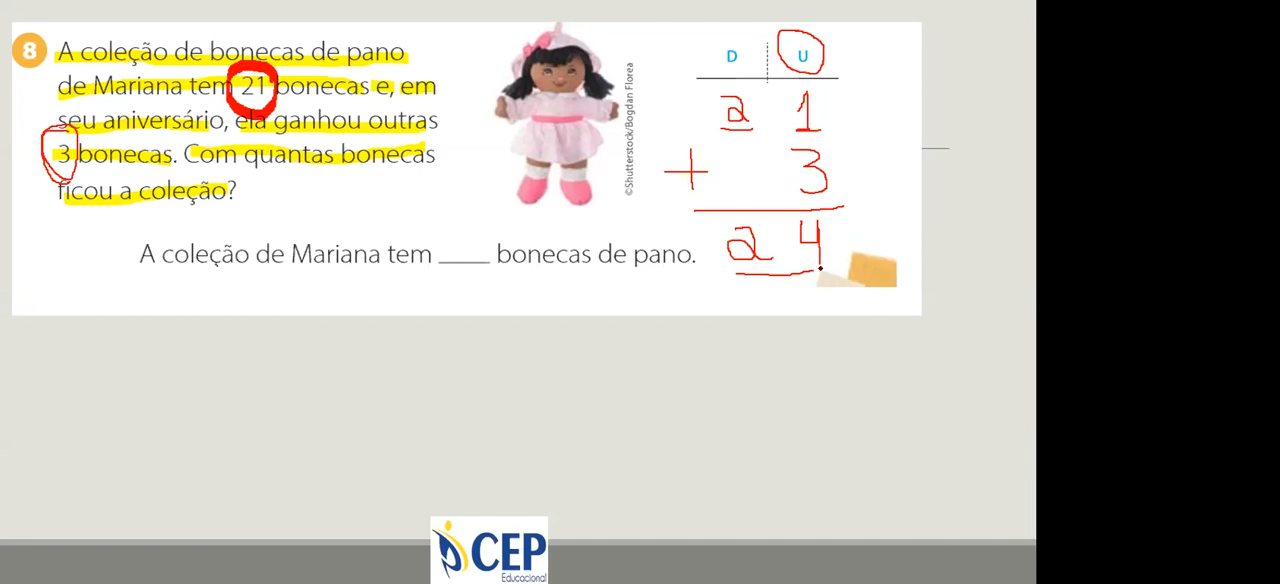 8
A coleção de bonecas de pano
de Mariana tem 21 bonecas e, em
seu aniversário, ela ganhou outras
3 bonecas. Com quantas bonecas
ficou a coleção?
A coleção de Mariana tem ____ bonecas de pano.
©Shutterstock/Bogdan Florea
D U
2 1
+ 3
2 4
CEP
Educacional